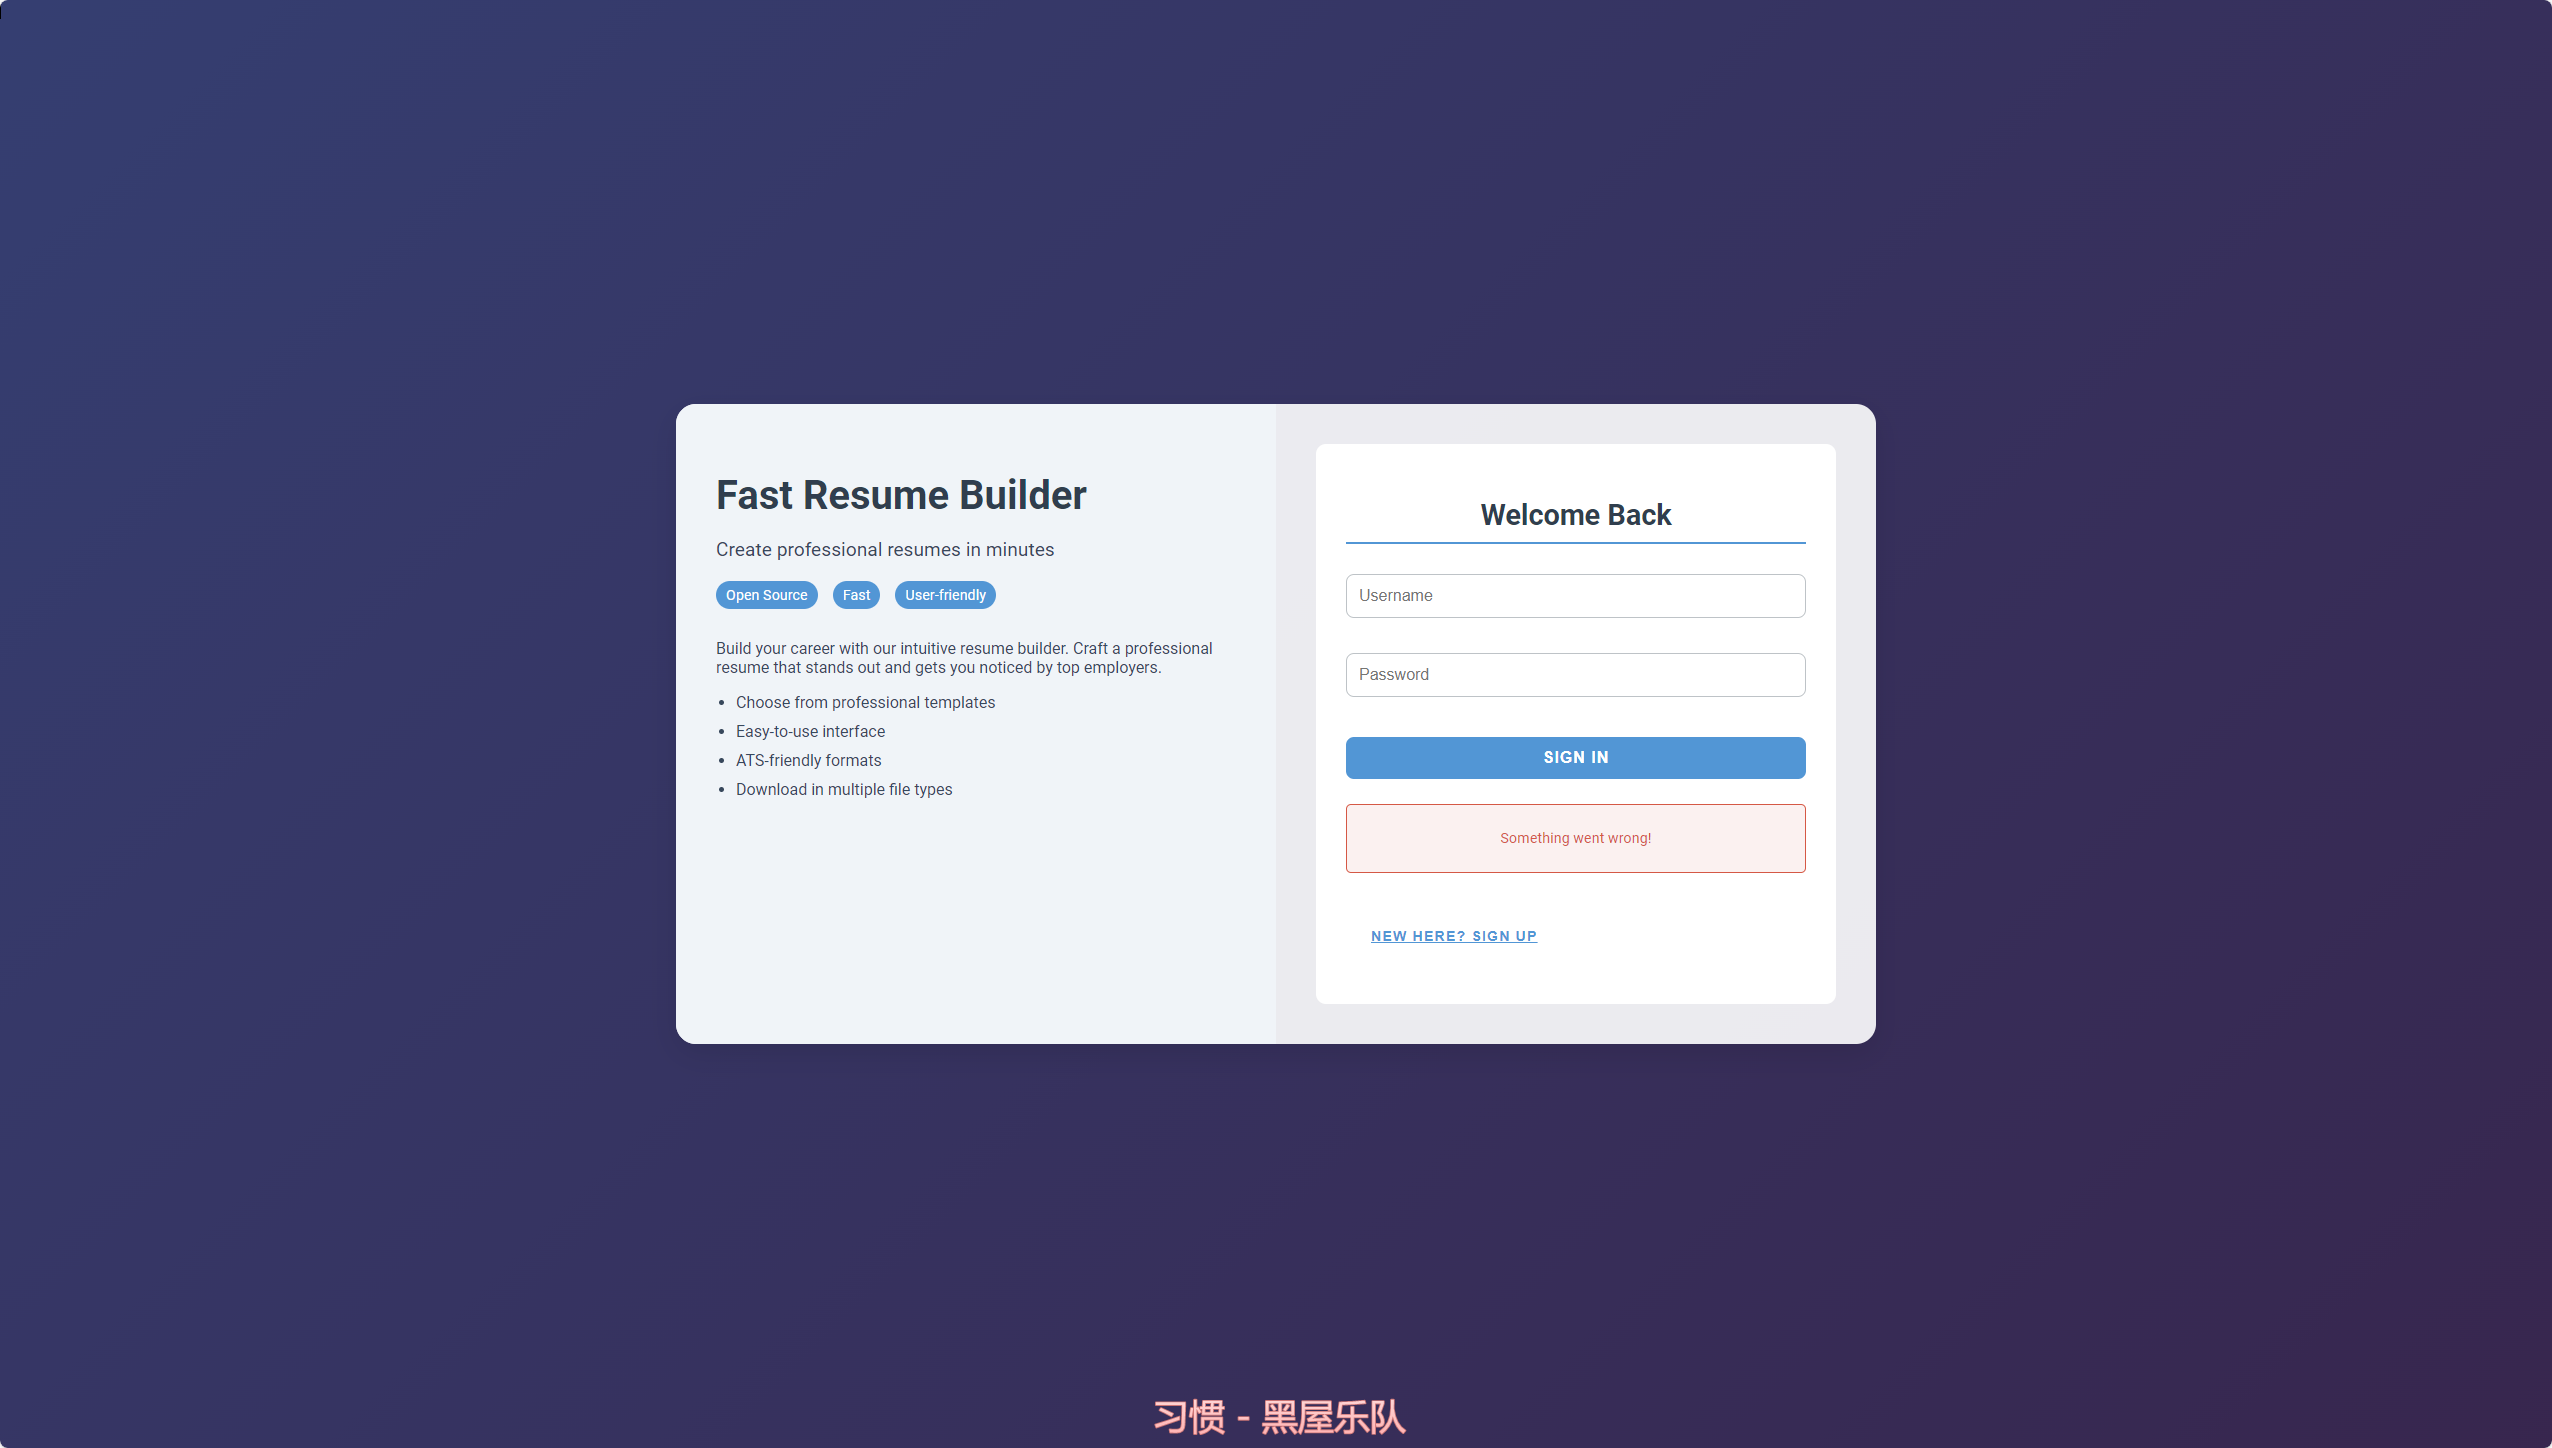 Fast Resume Builder
Create professional resumes in minutes
Open Source Fast User-friendly
Build your career with our intuitive resume builder. Craft a professional
resume that stands out and gets you noticed by top employers.
Choose from professional templates
Easy-to-use interface
ATS-friendly formats
Download in multiple file types
Welcome Back
Username
Password
SIGN IN
Something went wrong!
NEW HERE? SIGN UP
习惯 - 黑屋乐队